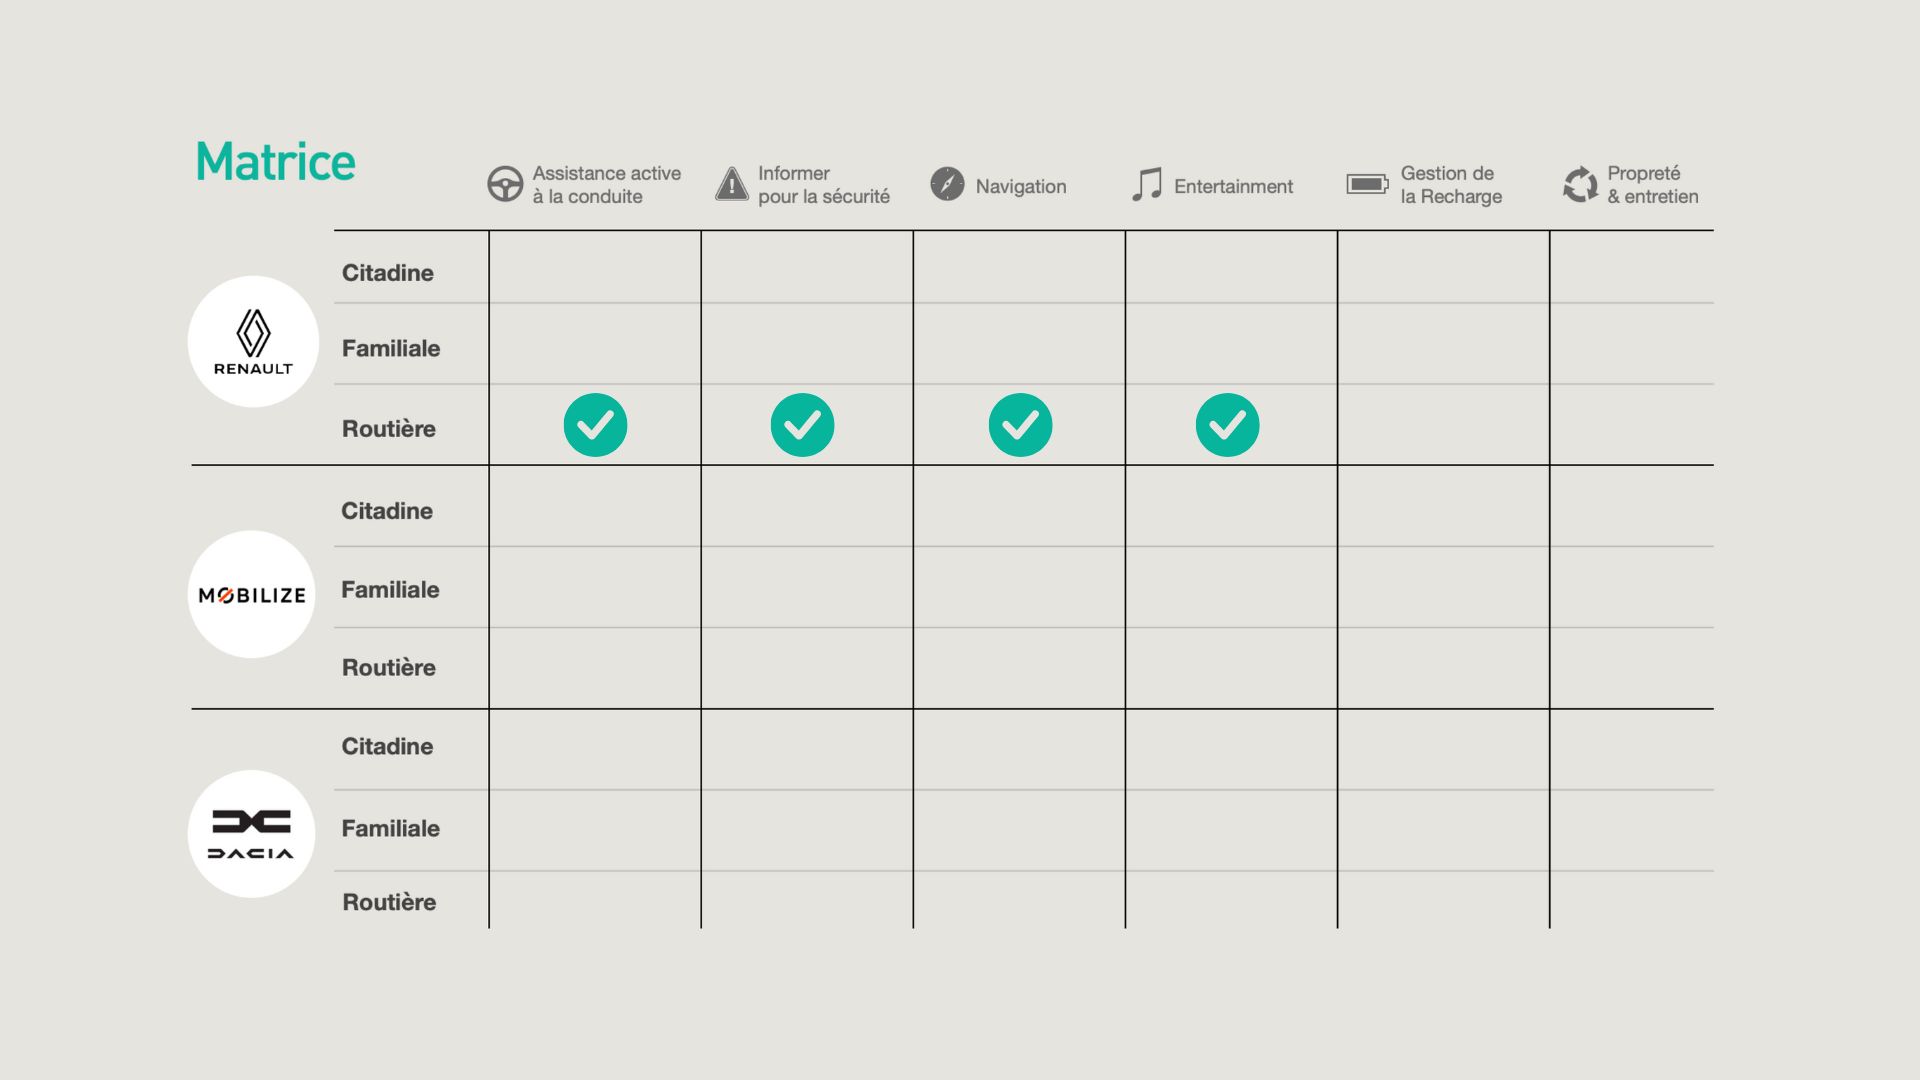 Matrice
Assistance active
à la conduite
Informer
pour la sécurité
Navigation
Entertainment
Gestion de
la Recharge
Propreté
& entretien
RENAULT
Citadine
Familiale
Routière
MOBILIZE
Citadine
Familiale
Routière
DACIA
Citadine
Familiale
Routière